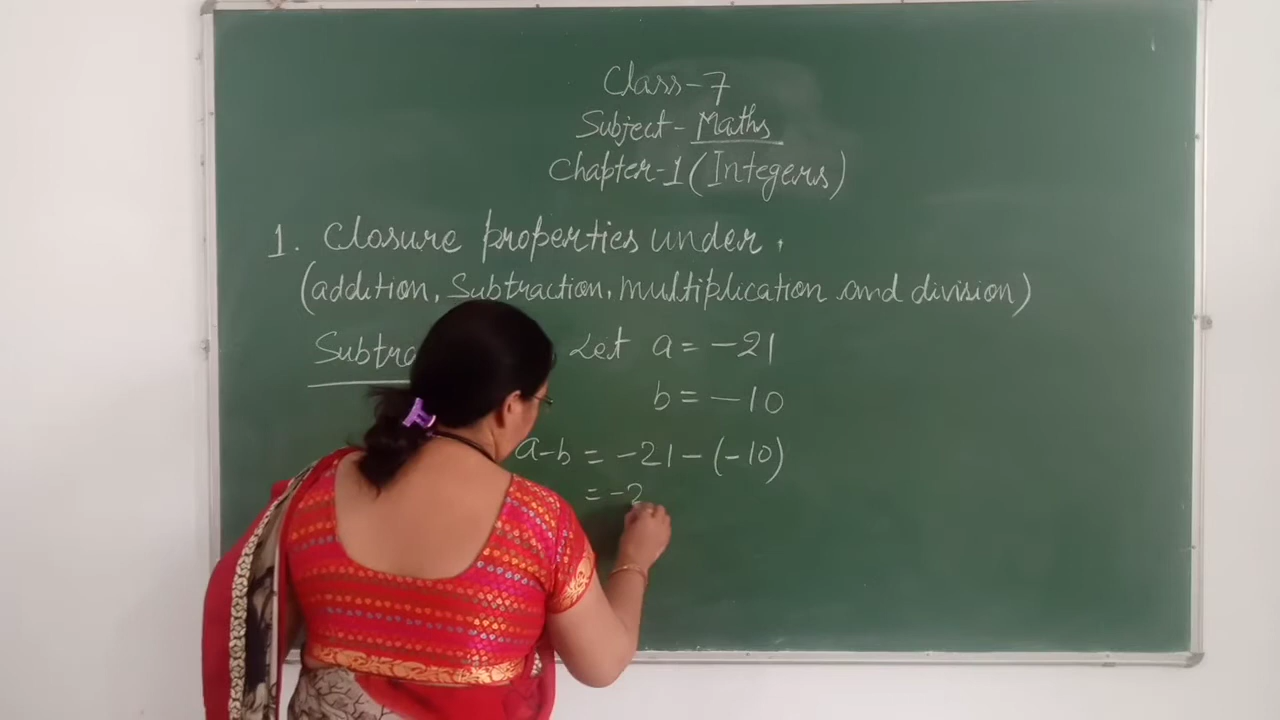 Class-7
Subject- Maths
Chapter-1 (Integers)
1. Closure properties under.
(addition, Subtraction, multiplication and division)
Let a = -21
b = -10
a-b = -21-(-10)
= -2